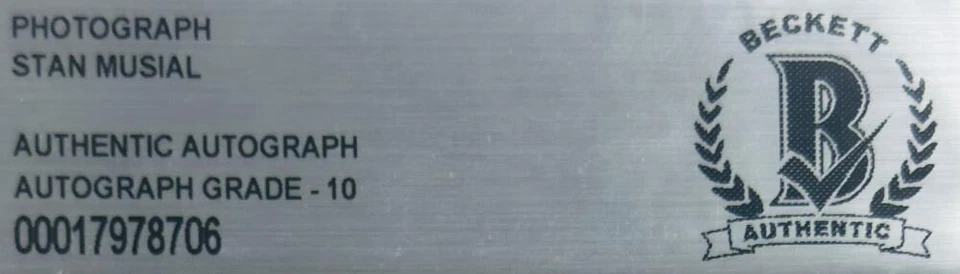 PHOTOGRAPH
STAN MUSIAL
AUTHENTIC AUTOGRAPH
AUTOGRAPH GRADE - 10
00017978706
BECKETT
B
AUTHENTIC